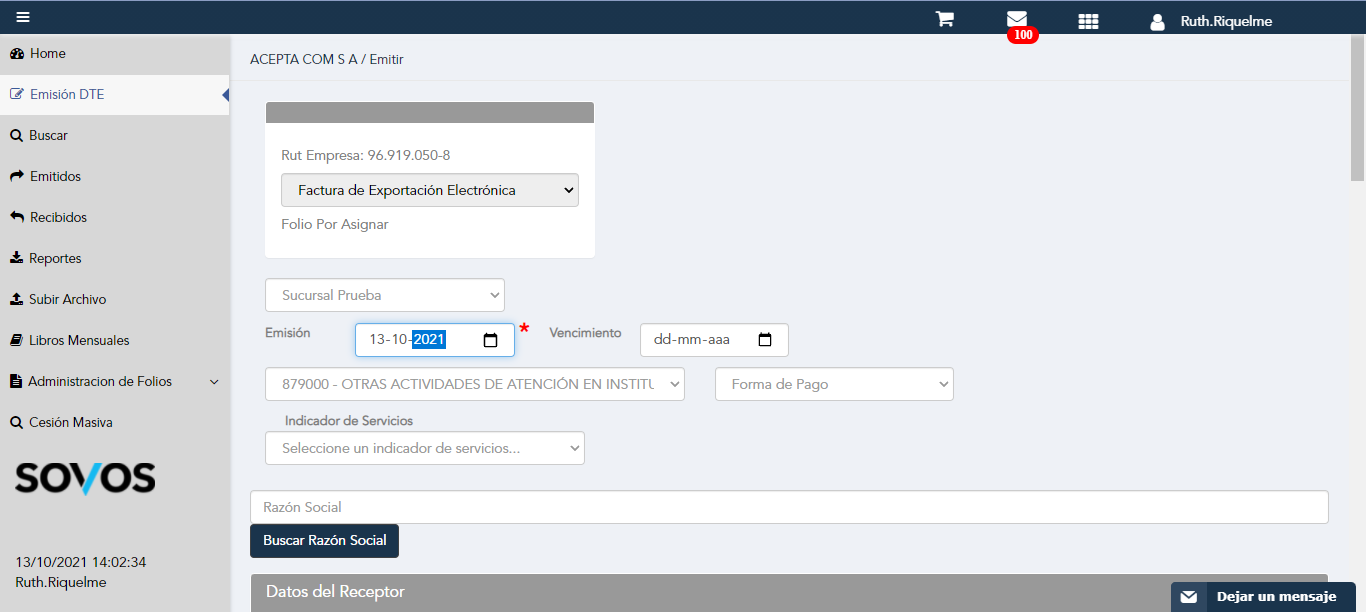 Ruth.Riquelme
100
Home
Emisión DTE
Buscar
Emitidos
Recibidos
Reportes
Subir Archivo
Libros Mensuales
Administracion de Folios
Cesión Masiva
SOVOS
13/10/2021 14:02:34
Ruth.Riquelme
ACEPTA COM S A / Emitir
Rut Empresa: 96.919.050-8
Factura de Exportación Electrónica
Folio Por Asignar
Sucursal Prueba
Emisión 13-10-2021 * Vencimiento dd-mm-aaa
879000 - OTRAS ACTIVIDADES DE ATENCIÓN EN INSTITU Forma de Pago
Indicador de Servicios
Seleccione un indicador de servicios...
Razón Social
Buscar Razón Social
Datos del Receptor
Dejar un mensaje